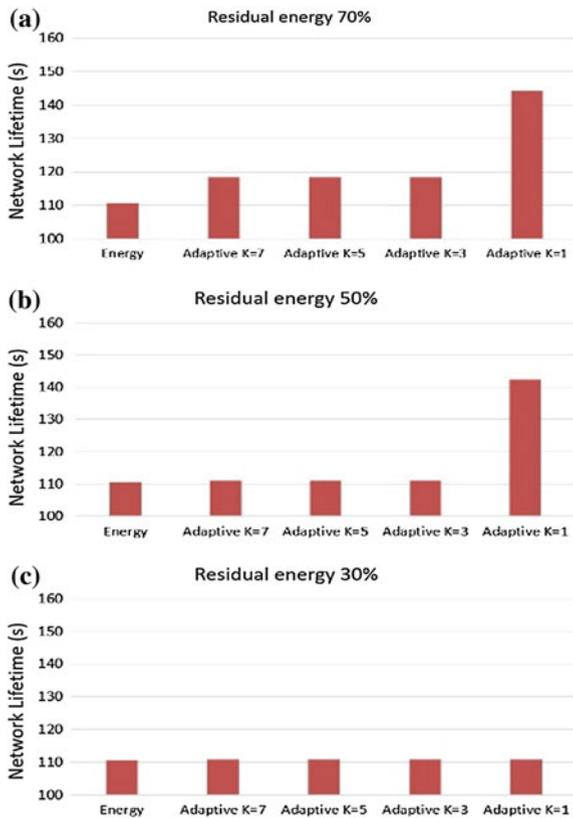 (a) Residual energy 70%
Network Lifetime (s)
160
150
140
130
120
110
100
Energy Adaptive K=7 Adaptive K=5 Adaptive K=3 Adaptive K=1
(b) Residual energy 50%
Network Lifetime (s)
160
150
140
130
120
110
100
Energy Adaptive K=7 Adaptive K=5 Adaptive K=3 Adaptive K=1
(c) Residual energy 30%
Network Lifetime (s)
160
150
140
130
120
110
100
Energy Adaptive K=7 Adaptive K=5 Adaptive K=3 Adaptive K=1